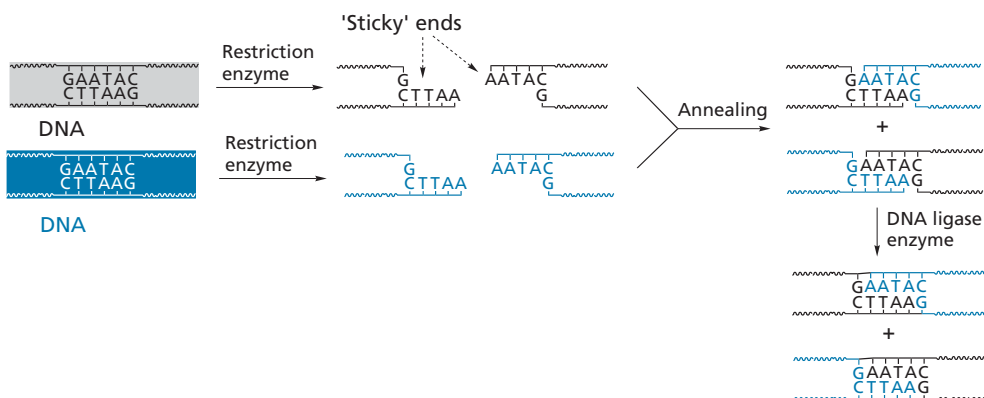 'Sticky' ends
Restriction
enzyme
GAATAC
CTTAAG
DNA
G
CTTAA
AATAC
G
Annealing
GAATAC
CTTAAG
+
GAATAC
CTTAAG
Restriction
enzyme
GAATAC
CTTAAG
DNA
G
CTTAA
AATAC
G
DNA ligase
enzyme
GAATAC
CTTAAG
+
GAATAC
CTTAAG